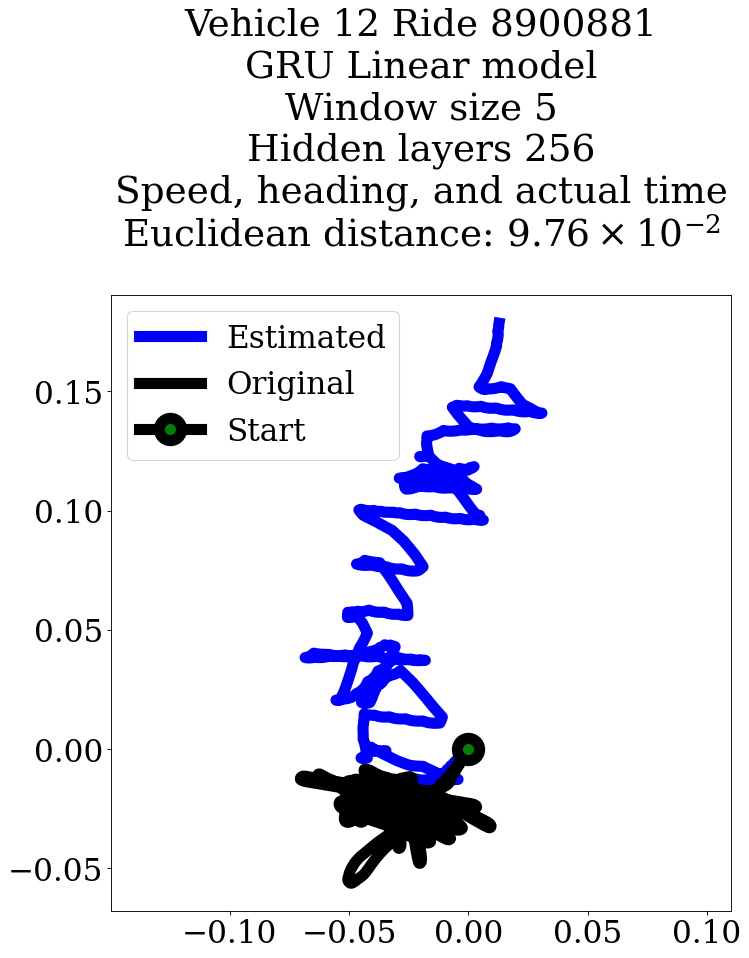 Vehicle 12 Ride 8900881
GRU Linear model
Window size 5
Hidden layers 256
Speed, heading, and actual time
Euclidean distance: 9.76 × 10⁻²
Estimated
Original
Start
0.15
0.10
0.05
0.00
−0.05
−0.10 −0.05 0.00 0.05 0.10